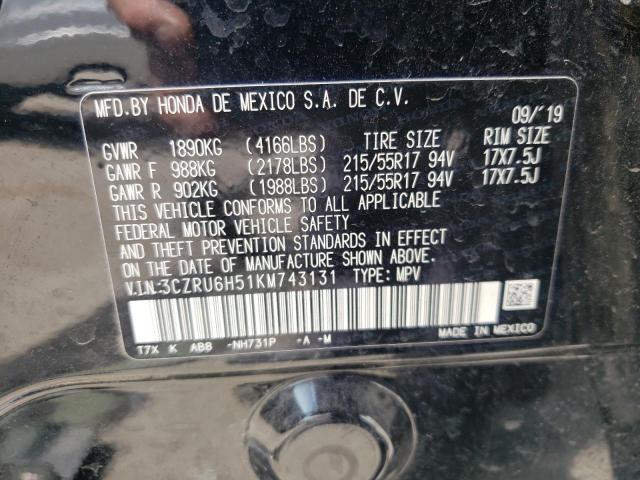 MFD.BY HONDA DE MEXICO S.A. DE C.V. 09/'19
GVWR 1890KG (4166LBS) TIRE SIZE RIM SIZE
GAWR F 988KG (2178LBS) 215/55R17 94V 17X7.5J
GAWR R 902KG (1988LBS) 215/55R17 94V 17X7.5J
THIS VEHICLE CONFORMS TO ALL APPLICABLE
FEDERAL MOTOR VEHICLE SAFETY
AND THEFT PREVENTION STANDARDS IN EFFECT
ON THE DATE OF MANUFACTURE SHOWN ABOVE.
V.I.N:3CZRU6H51KM743131 TYPE: MPV
T7X K AB8 -NH731P -A -M MADE IN MEXICO